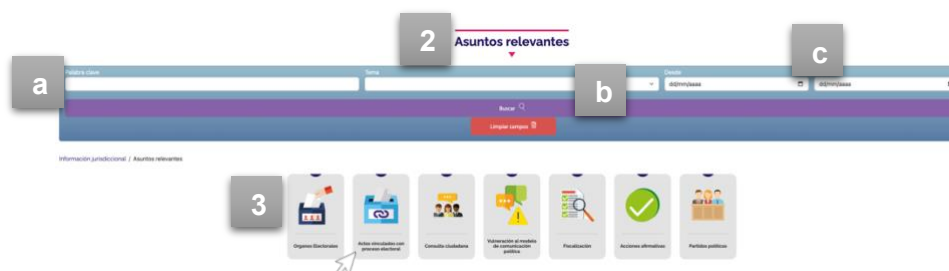 2
Asuntos relevantes
a
Palabra clave
Tema
b
Desde
dd/mm/aaaa
c
dd/mm/aaaa
Buscar
Limpiar campos
Información jurisdiccional / Asuntos relevantes
3
Organos Electorales
Actos vinculados con
proceso electoral
Consulta ciudadana
Vulneración al modelo
de comunicación
política
Fiscalización
Acciones afirmativas
Partidos políticos